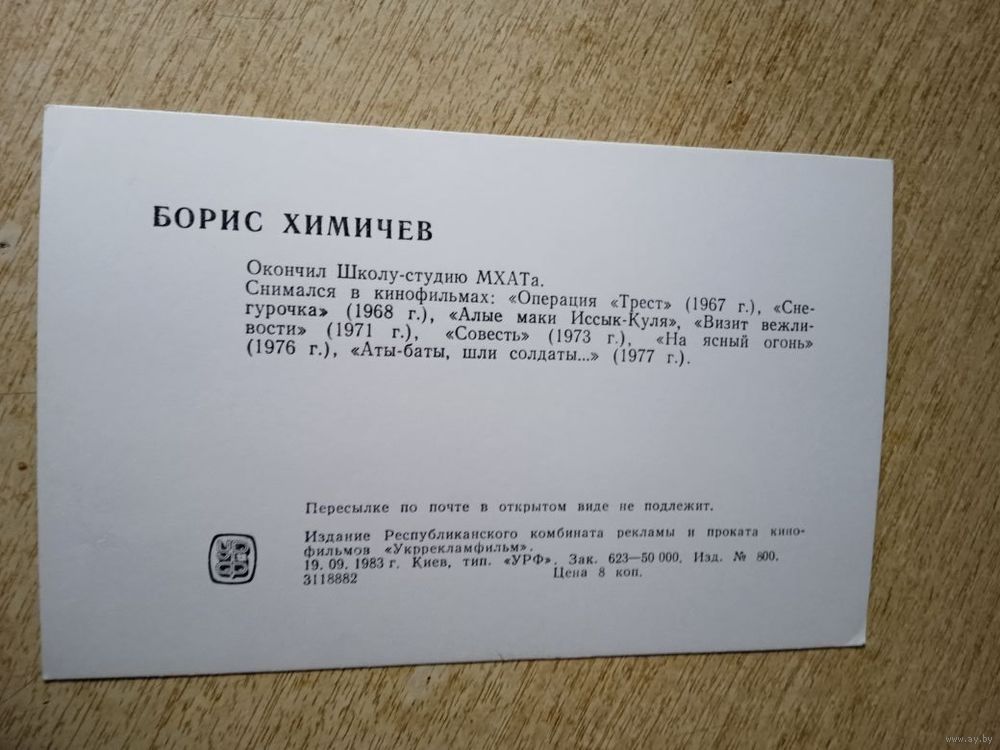 БОРИС ХИМИЧЕВ
Окончил Школу-студию МХАТа.
Снимался в кинофильмах: «Операция «Трест» (1967 г.), «Сне-
гурочка» (1968 г.), «Алые маки Иссык-Куля», «Визит вежли-
вости» (1971 г.), «Совесть» (1973 г.), «На ясный огонь»
(1976 г.), «Аты-баты, шли солдаты...» (1977 г.).
Пересылке по почте в открытом виде не подлежит.
Издание Республиканского комбината рекламы и проката кино-
фильмов «Укррекламфильм».
19. 09. 1983 г. Киев, тип. «УРФ». Зак. 623—50 000. Изд. № 800.
3118882 Цена 8 коп.
www.ay.by